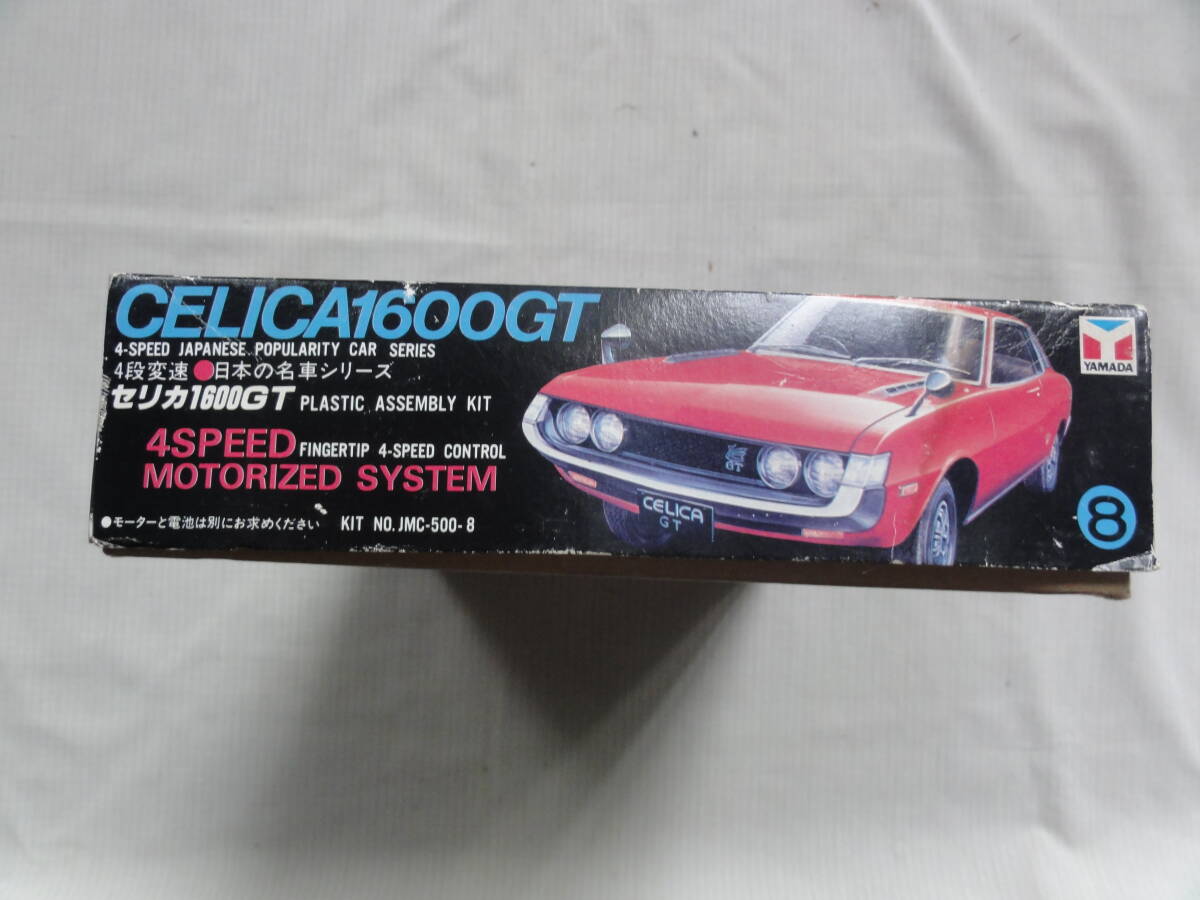 CELICA1600GT
4-SPEED JAPANESE POPULARITY CAR SERIES
4段変速●日本の名車シリーズ
セリカ1600GT PLASTIC ASSEMBLY KIT
4SPEED FINGERTIP 4-SPEED CONTROL
MOTORIZED SYSTEM
●モーターと電池は別にお求めください KIT NO. JMC-500-8
GT
CELICA
GT
YAMADA
8